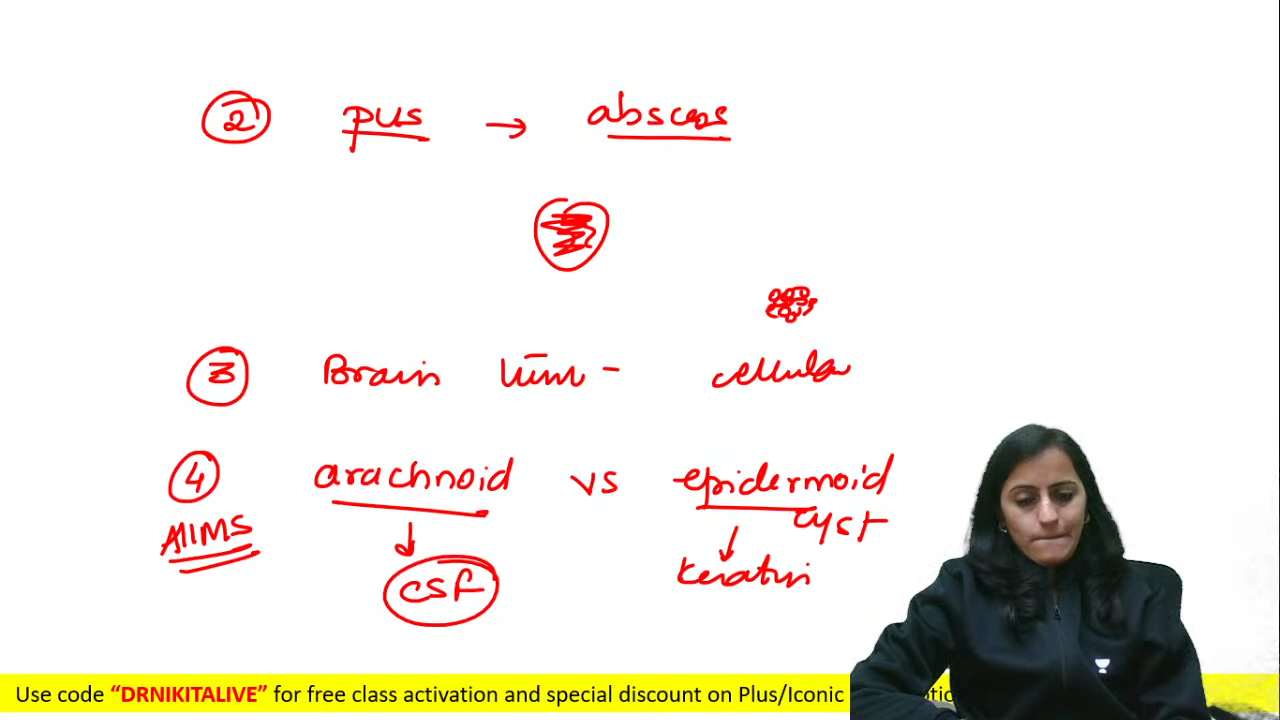 2 pus → abscess
3 Brain tum - cellular
4 arachnoid vs epidermoid
cyst
AIIMS
↓ ↓
CSF keratin
Use code “DRNIKITALIVE” for free class activation and special discount on Plus/Iconic